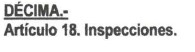 DÉCIMA.-
Artículo 18. Inspecciones.